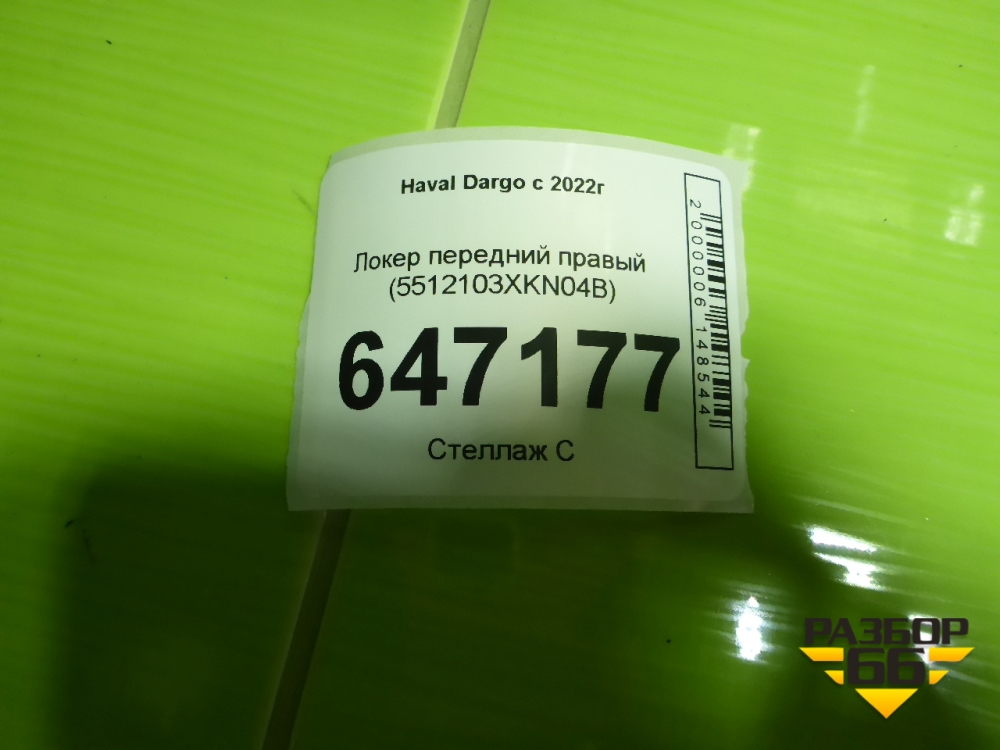 Haval Dargo с 2022г
Локер передний правый
(5512103XKN04B)
647177
Стеллаж С
2000006148544
РАЗБОР
66